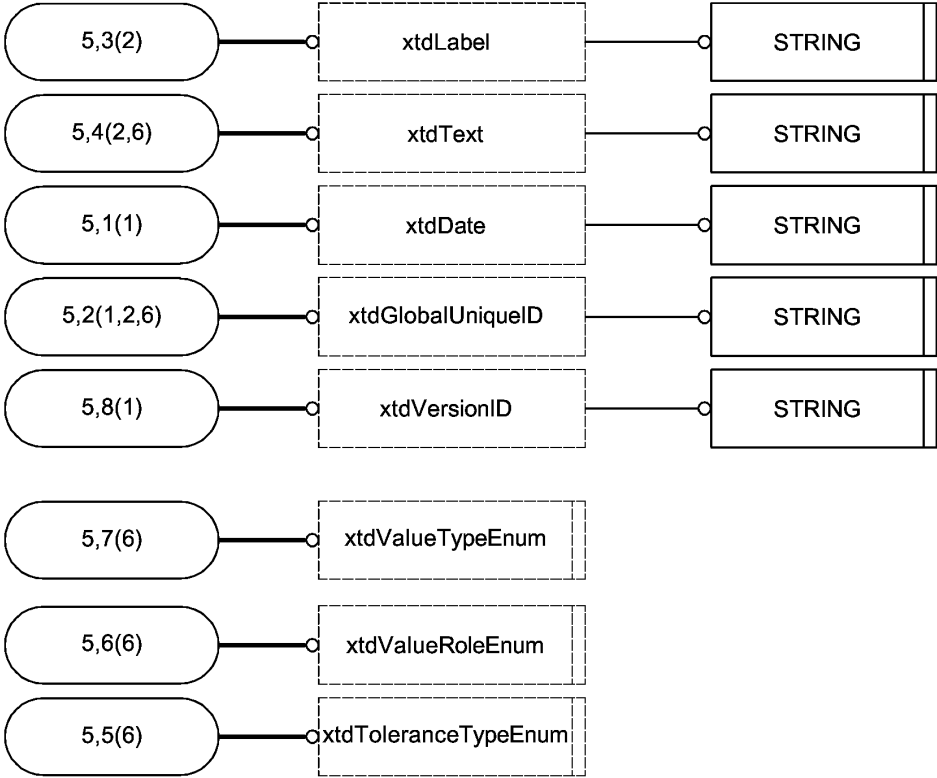 5,3(2) xtdLabel STRING
5,4(2,6) xtdText STRING
5,1(1) xtdDate STRING
5,2(1,2,6) xtdGlobalUniqueID STRING
5,8(1) xtdVersionID STRING
5,7(6) xtdValueTypeEnum
5,6(6) xtdValueRoleEnum
5,5(6) xtdToleranceTypeEnum